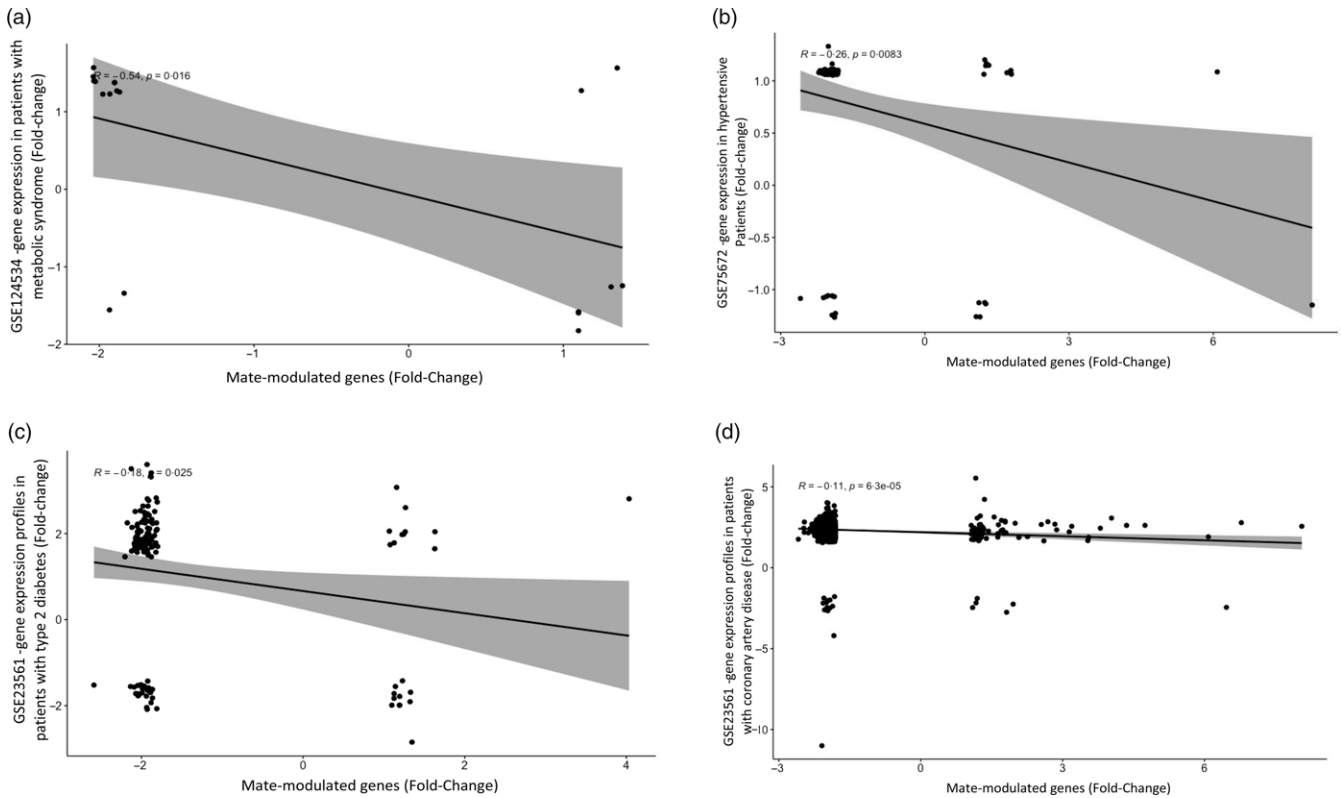 (a)
GSE124534 -gene expression in patients with
metabolic syndrome (Fold-change)
R = −0·54, p = 0·016
1
0
−1
−2
−2
−1
0
1
Mate-modulated genes (Fold-Change)
(b)
GSE75672 -gene expression in hypertensive
Patients (Fold-change)
R = −0·26, p = 0·0083
1.0
0.5
0.0
−0.5
−1.0
−3
0
3
6
Mate-modulated genes (Fold-Change)
(c)
GSE23561 -gene expression profiles in
patients with type 2 diabetes (Fold-change)
R = −0·18, p = 0·025
2
0
−2
−2
0
2
4
Mate-modulated genes (Fold-Change)
(d)
GSE23561 -gene expression profiles in patients
with coronary artery disease (Fold-change)
R = −0·11, p = 6·3e-05
5
0
−5
−10
−3
0
3
6
Mate-modulated genes (Fold-Change)